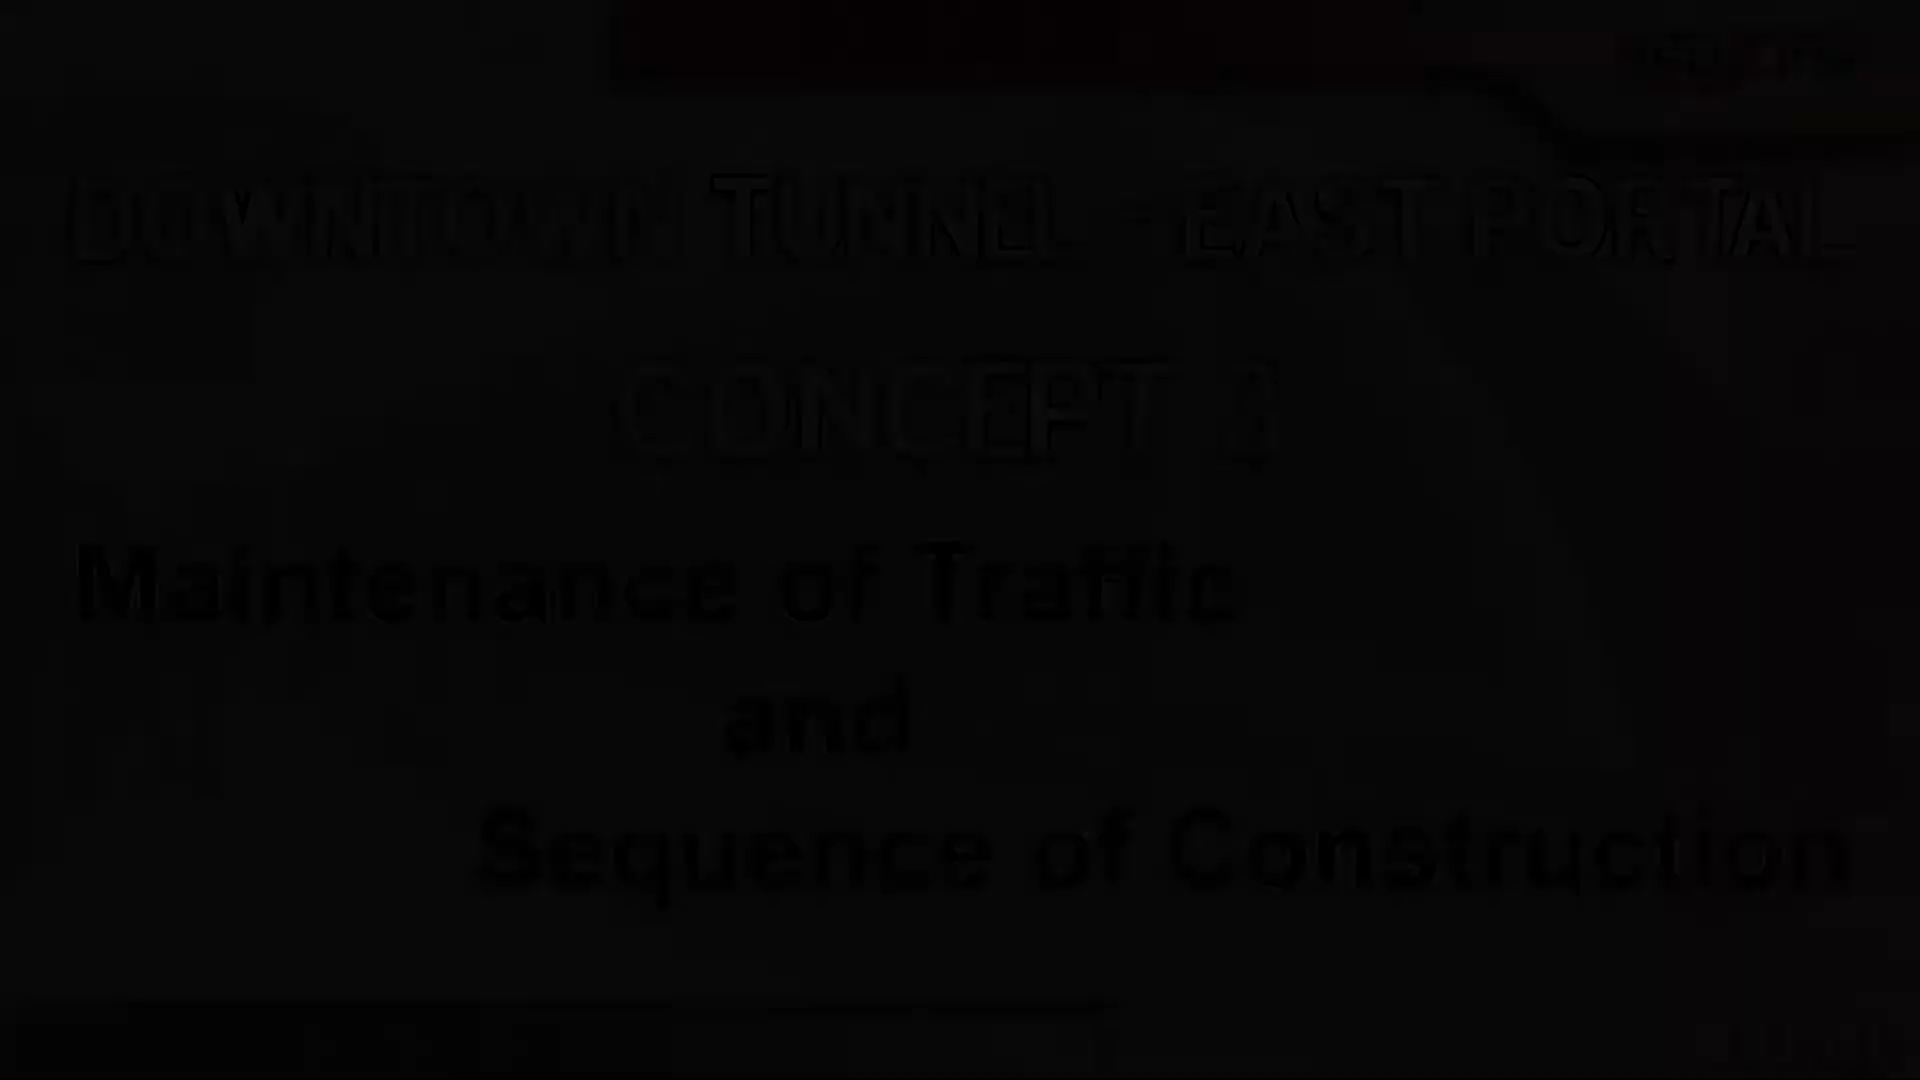 DOWNTOWN TUNNEL - EAST PORTAL
CONCEPT 3
Maintenance of Traffic
and
Sequence of Construction